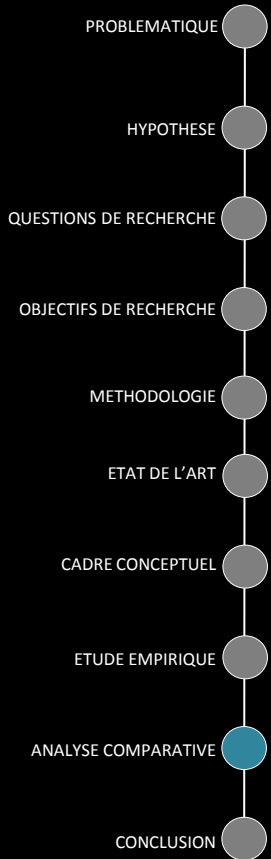 PROBLEMATIQUE
HYPOTHESE
QUESTIONS DE RECHERCHE
OBJECTIFS DE RECHERCHE
METHODOLOGIE
ETAT DE L’ART
CADRE CONCEPTUEL
ETUDE EMPIRIQUE
ANALYSE COMPARATIVE
CONCLUSION